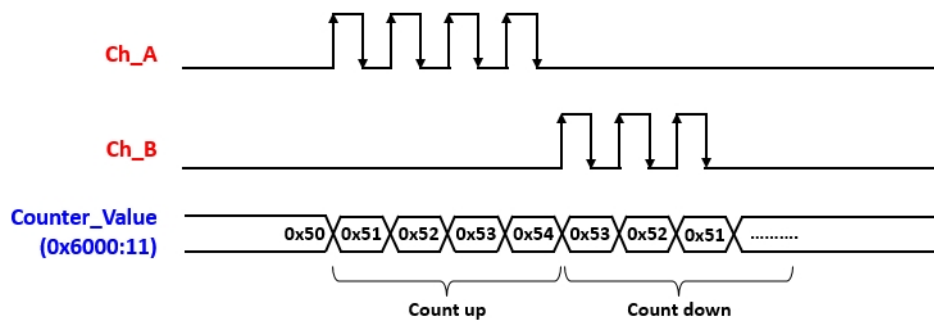 Ch_A
Ch_B
Counter_Value
(0x6000:11)
0x50 0x51 0x52 0x53 0x54 0x53 0x52 0x51 ..........
Count up Count down